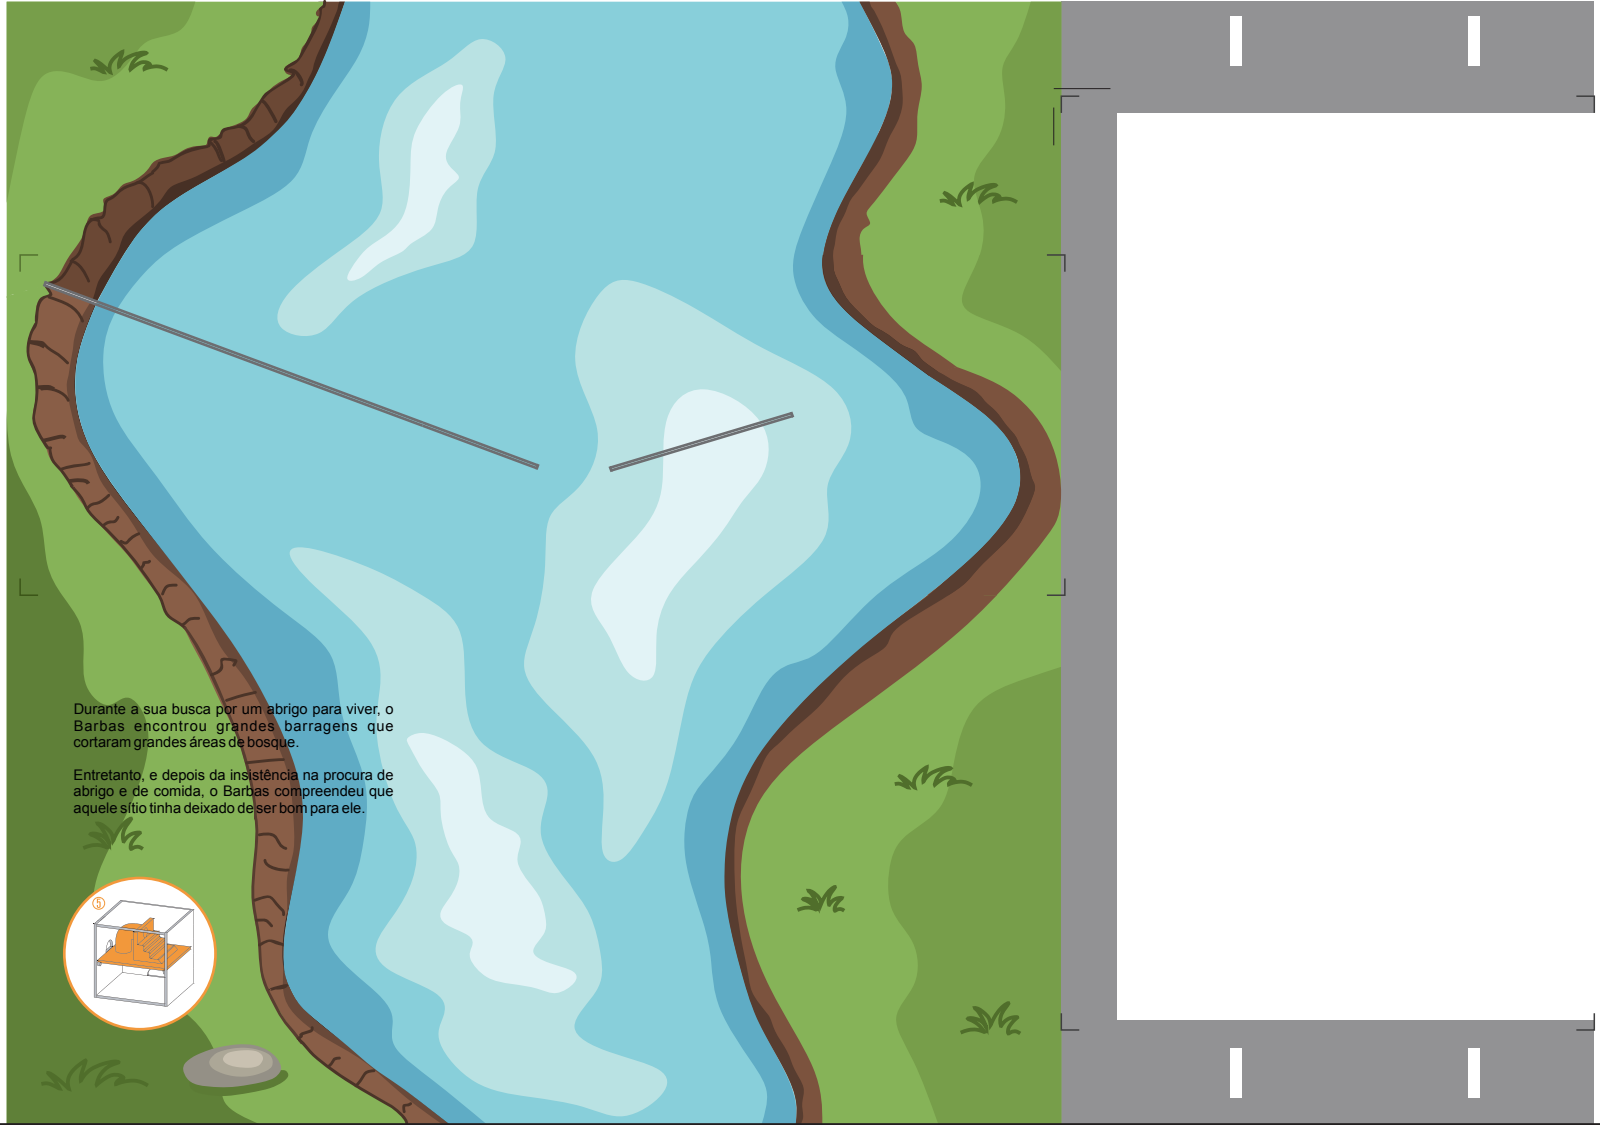 Durante a sua busca por um abrigo para viver, o
Barbas encontrou grandes barragens que
cortaram grandes áreas de bosque.
Entretanto, e depois da insistência na procura de
abrigo e de comida, o Barbas compreendeu que
aquele sítio tinha deixado de ser bom para ele.
5